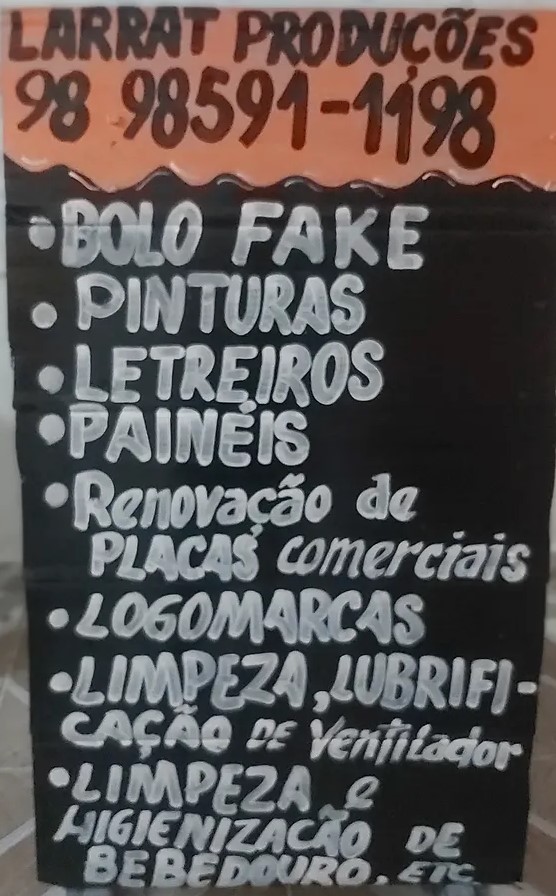 LARRAT PRODUÇÕES
98 98591-1198
• BOLO FAKE
• PINTURAS
• LETREIROS
• PAINÉIS
• Renovação de
PLACAS comerciais
• LOGOMARCAS
• LIMPEZA, LUBRIFI-
CAÇÃO DE Ventilador
• LIMPEZA e
HIGIENIZAÇÃO DE
BEBEDOURO. ETC